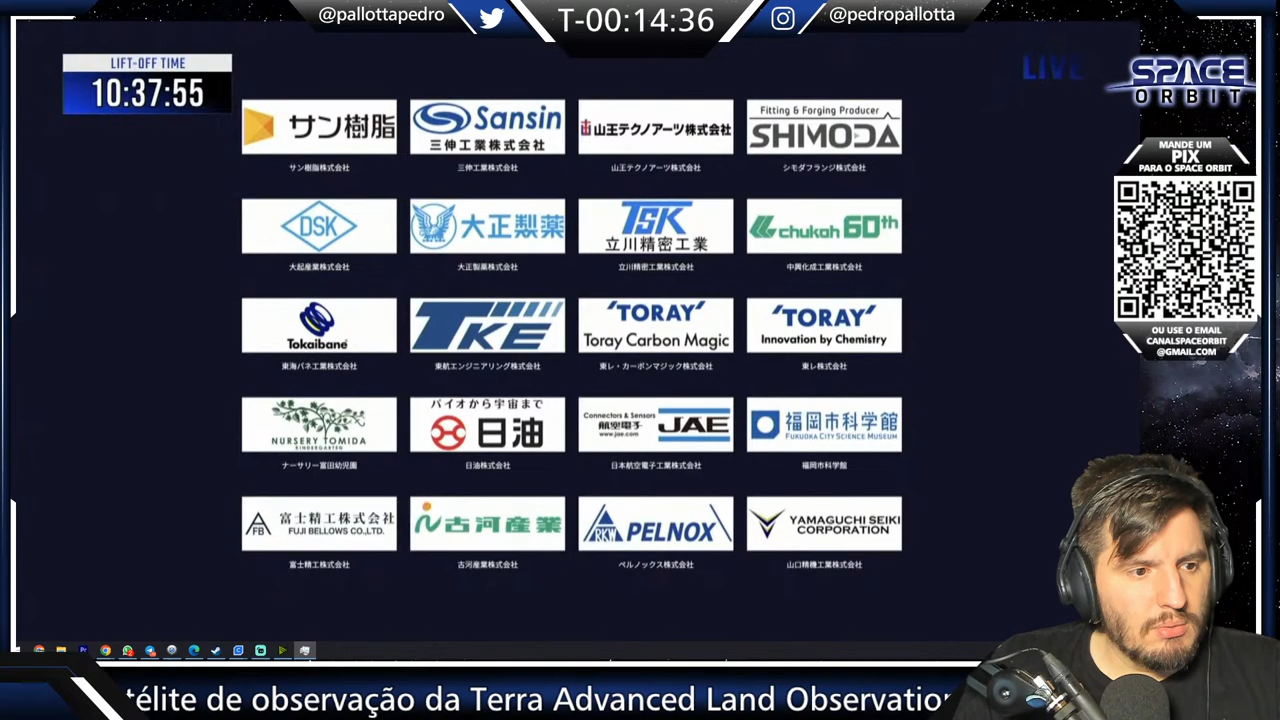 @pallottapedro
T-00:14:36
@pedropallotta
LIFT-OFF TIME
10:37:55
LIVE
SPACE
ORBIT
サン樹脂
サン樹脂株式会社
Sansin
三伸工業株式会社
三伸工業株式会社
山王テクノアーツ株式会社
山王テクノアーツ株式会社
Fitting & Forging Producer
SHIMODA
シモダフランジ株式会社
DSK
大起産業株式会社
大正製薬
大正製薬株式会社
TSK
立川精密工業
立川精密工業株式会社
chukoh 60th
中興化成工業株式会社
Tokaibane
東海バネ工業株式会社
TKE
東航エンジニアリング株式会社
'TORAY'
Toray Carbon Magic
東レ・カーボンマジック株式会社
'TORAY'
Innovation by Chemistry
東レ株式会社
NURSERY TOMIDA
KINDERGARTEN
ナーサリー富田幼児園
バイオから宇宙まで
日油
日油株式会社
Connectors & Sensors
航空電子
www.jae.com
JAE
日本航空電子工業株式会社
福岡市科学館
FUKUOKA CITY SCIENCE MUSEUM
福岡市科学館
FB
富士精工株式会社
FUJI BELLOWS CO.,LTD.
富士精工株式会社
古河産業
古河産業株式会社
RKW
PELNOX
ペルノックス株式会社
YAMAGUCHI SEIKI
CORPORATION
山口精機工業株式会社
MANDE UM
PIX
PARA O SPACE ORBIT
OU USE O EMAIL
CANALSPACEORBIT
@GMAIL.COM
télite de observação da Terra Advanced Land Observation